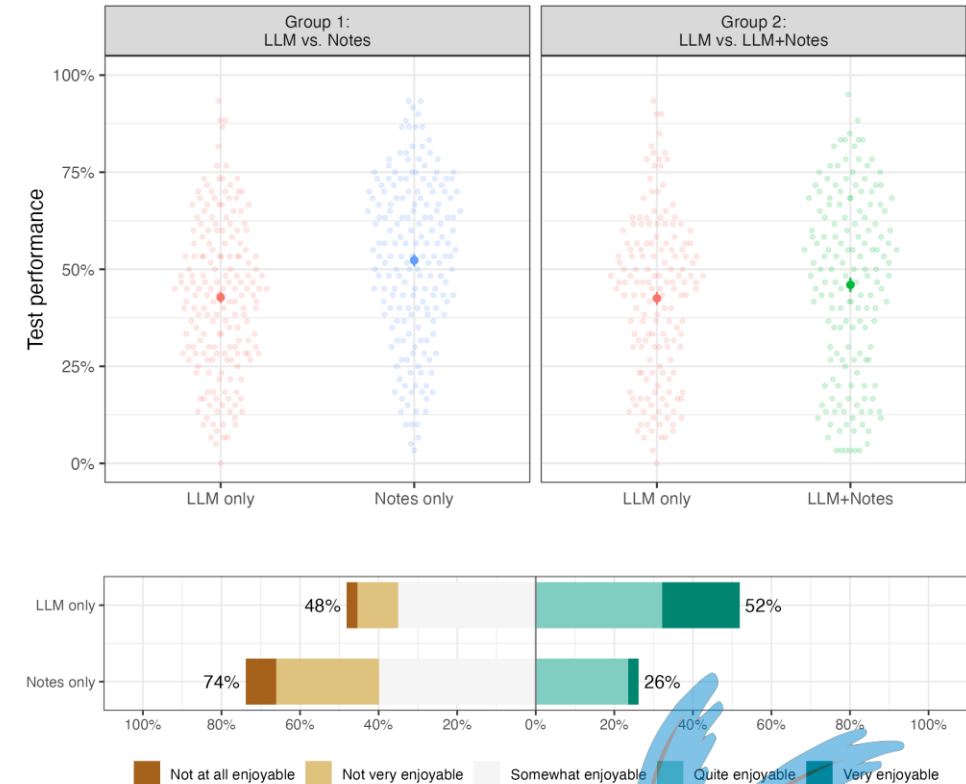 Group 1:
LLM vs. Notes
Group 2:
LLM vs. LLM+Notes
Test performance
100%
75%
50%
25%
0%
LLM only
Notes only
LLM only
LLM+Notes
LLM only
48%
52%
Notes only
74%
26%
100% 80% 60% 40% 20% 0% 20% 40% 60% 80% 100%
Not at all enjoyable Not very enjoyable Somewhat enjoyable Quite enjoyable Very enjoyable